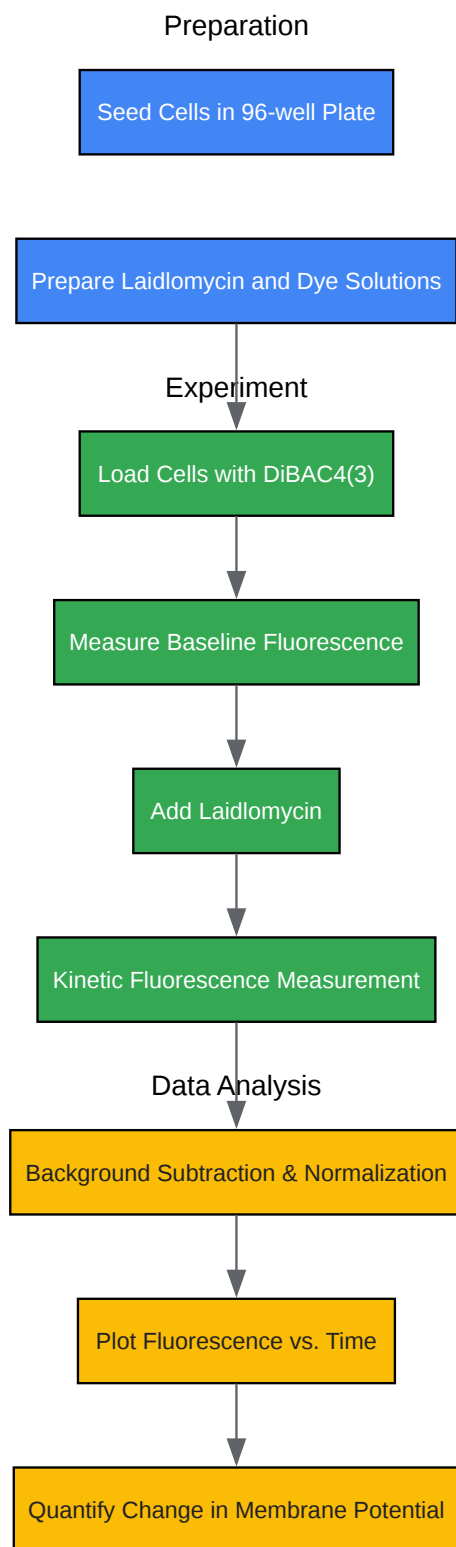 Preparation
Seed Cells in 96-well Plate
Prepare Laidlomycin and Dye Solutions
Experiment
Load Cells with DiBAC4(3)
Measure Baseline Fluorescence
Add Laidlomycin
Kinetic Fluorescence Measurement
Data Analysis
Background Subtraction & Normalization
Plot Fluorescence vs. Time
Quantify Change in Membrane Potential